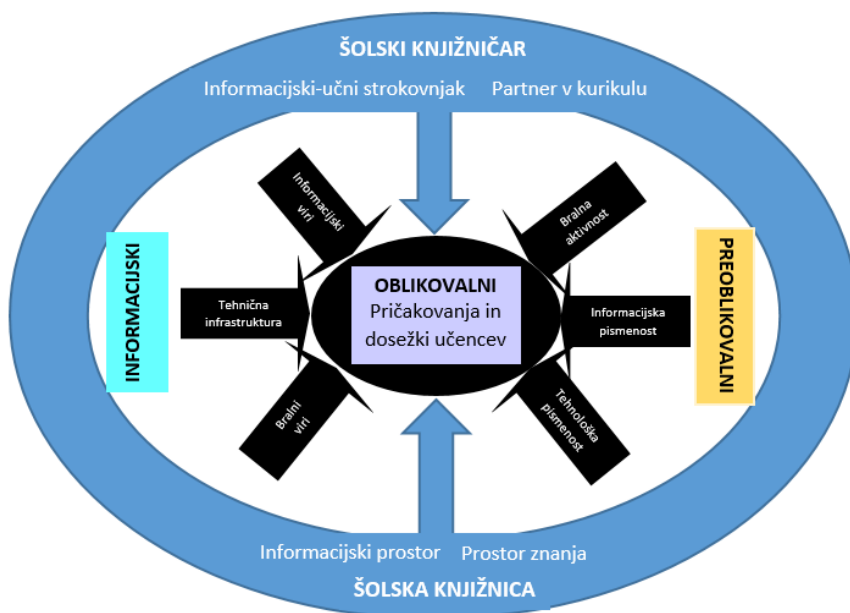 ŠOLSKI KNJIŽNIČAR
Informacijski-učni strokovnjak
Partner v kurikulu
Informacijski
viri
Bralna
aktivnost
INFORMACIJSKI
Tehnična
infrastruktura
OBLIKOVALNI
Pričakovanja in
dosežki učencev
Informacijska
pismenost
PREOBLIKOVALNI
Bralni
viri
Tehnološka
pismenost
Informacijski prostor
Prostor znanja
ŠOLSKA KNJIŽNICA